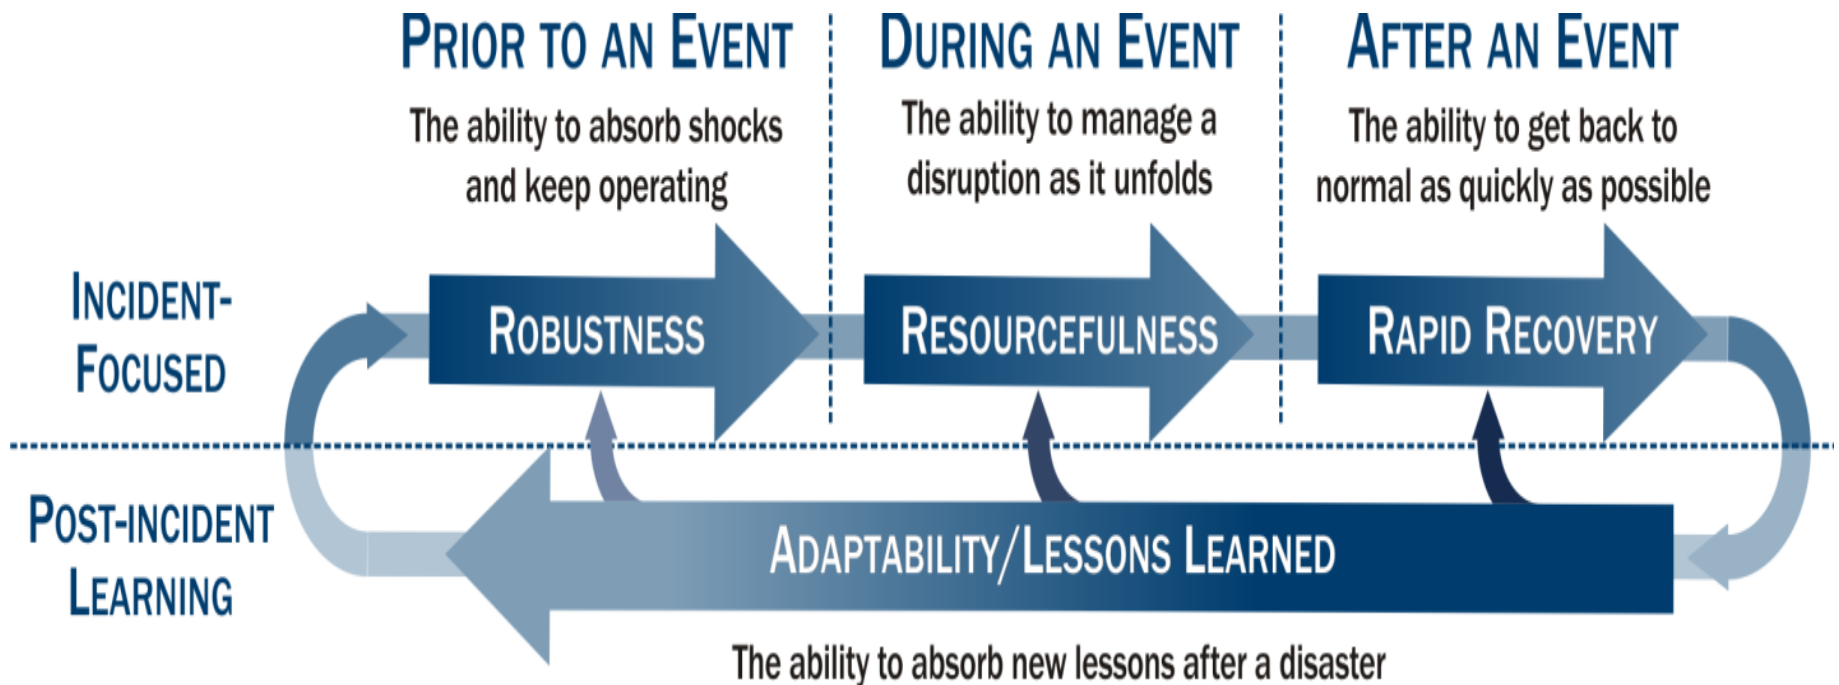 PRIOR TO AN EVENT
The ability to absorb shocks
and keep operating
DURING AN EVENT
The ability to manage a
disruption as it unfolds
AFTER AN EVENT
The ability to get back to
normal as quickly as possible
INCIDENT-
FOCUSED
ROBUSTNESS
RESOURCEFULNESS
RAPID RECOVERY
POST-INCIDENT
LEARNING
ADAPTABILITY/LESSONS LEARNED
The ability to absorb new lessons after a disaster